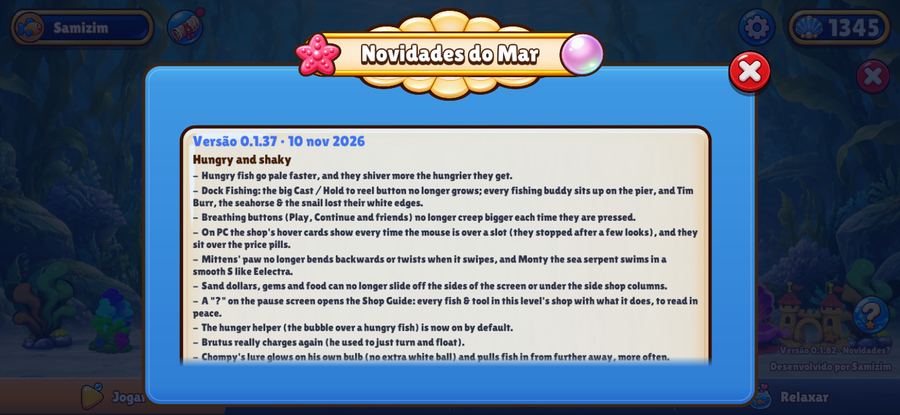 Samizim
Novidades do Mar
1345
Versão 0.1.37 · 10 nov 2026
Hungry and shaky
– Hungry fish go pale faster, and they shiver more the hungrier they get.
– Dock Fishing: the big Cast / Hold to reel button no longer grows; every fishing buddy sits up on the pier, and Tim
Burr, the seahorse & the snail lost their white edges.
– Breathing buttons (Play, Continue and friends) no longer creep bigger each time they are pressed.
– On PC the shop's hover cards show every time the mouse is over a slot (they stopped after a few looks), and they
sit over the price pills.
– Mittens' paw no longer bends backwards or twists when it swipes, and Monty the sea serpent swims in a
smooth S like Eelectra.
– Sand dollars, gems and food can no longer slide off the sides of the screen or under the side shop columns.
– A "?" on the pause screen opens the Shop Guide: every fish & tool in this level's shop with what it does, to read in
peace.
– The hunger helper (the bubble over a hungry fish) is now on by default.
– Brutus really charges again (he used to just turn and float).
– Chompy's lure glows on his own bulb (no extra white ball) and pulls fish in from further away, more often.
?
Versão 0.1.82 · Novidades?
Desenvolvido por Samizim
Jogar
Relaxar